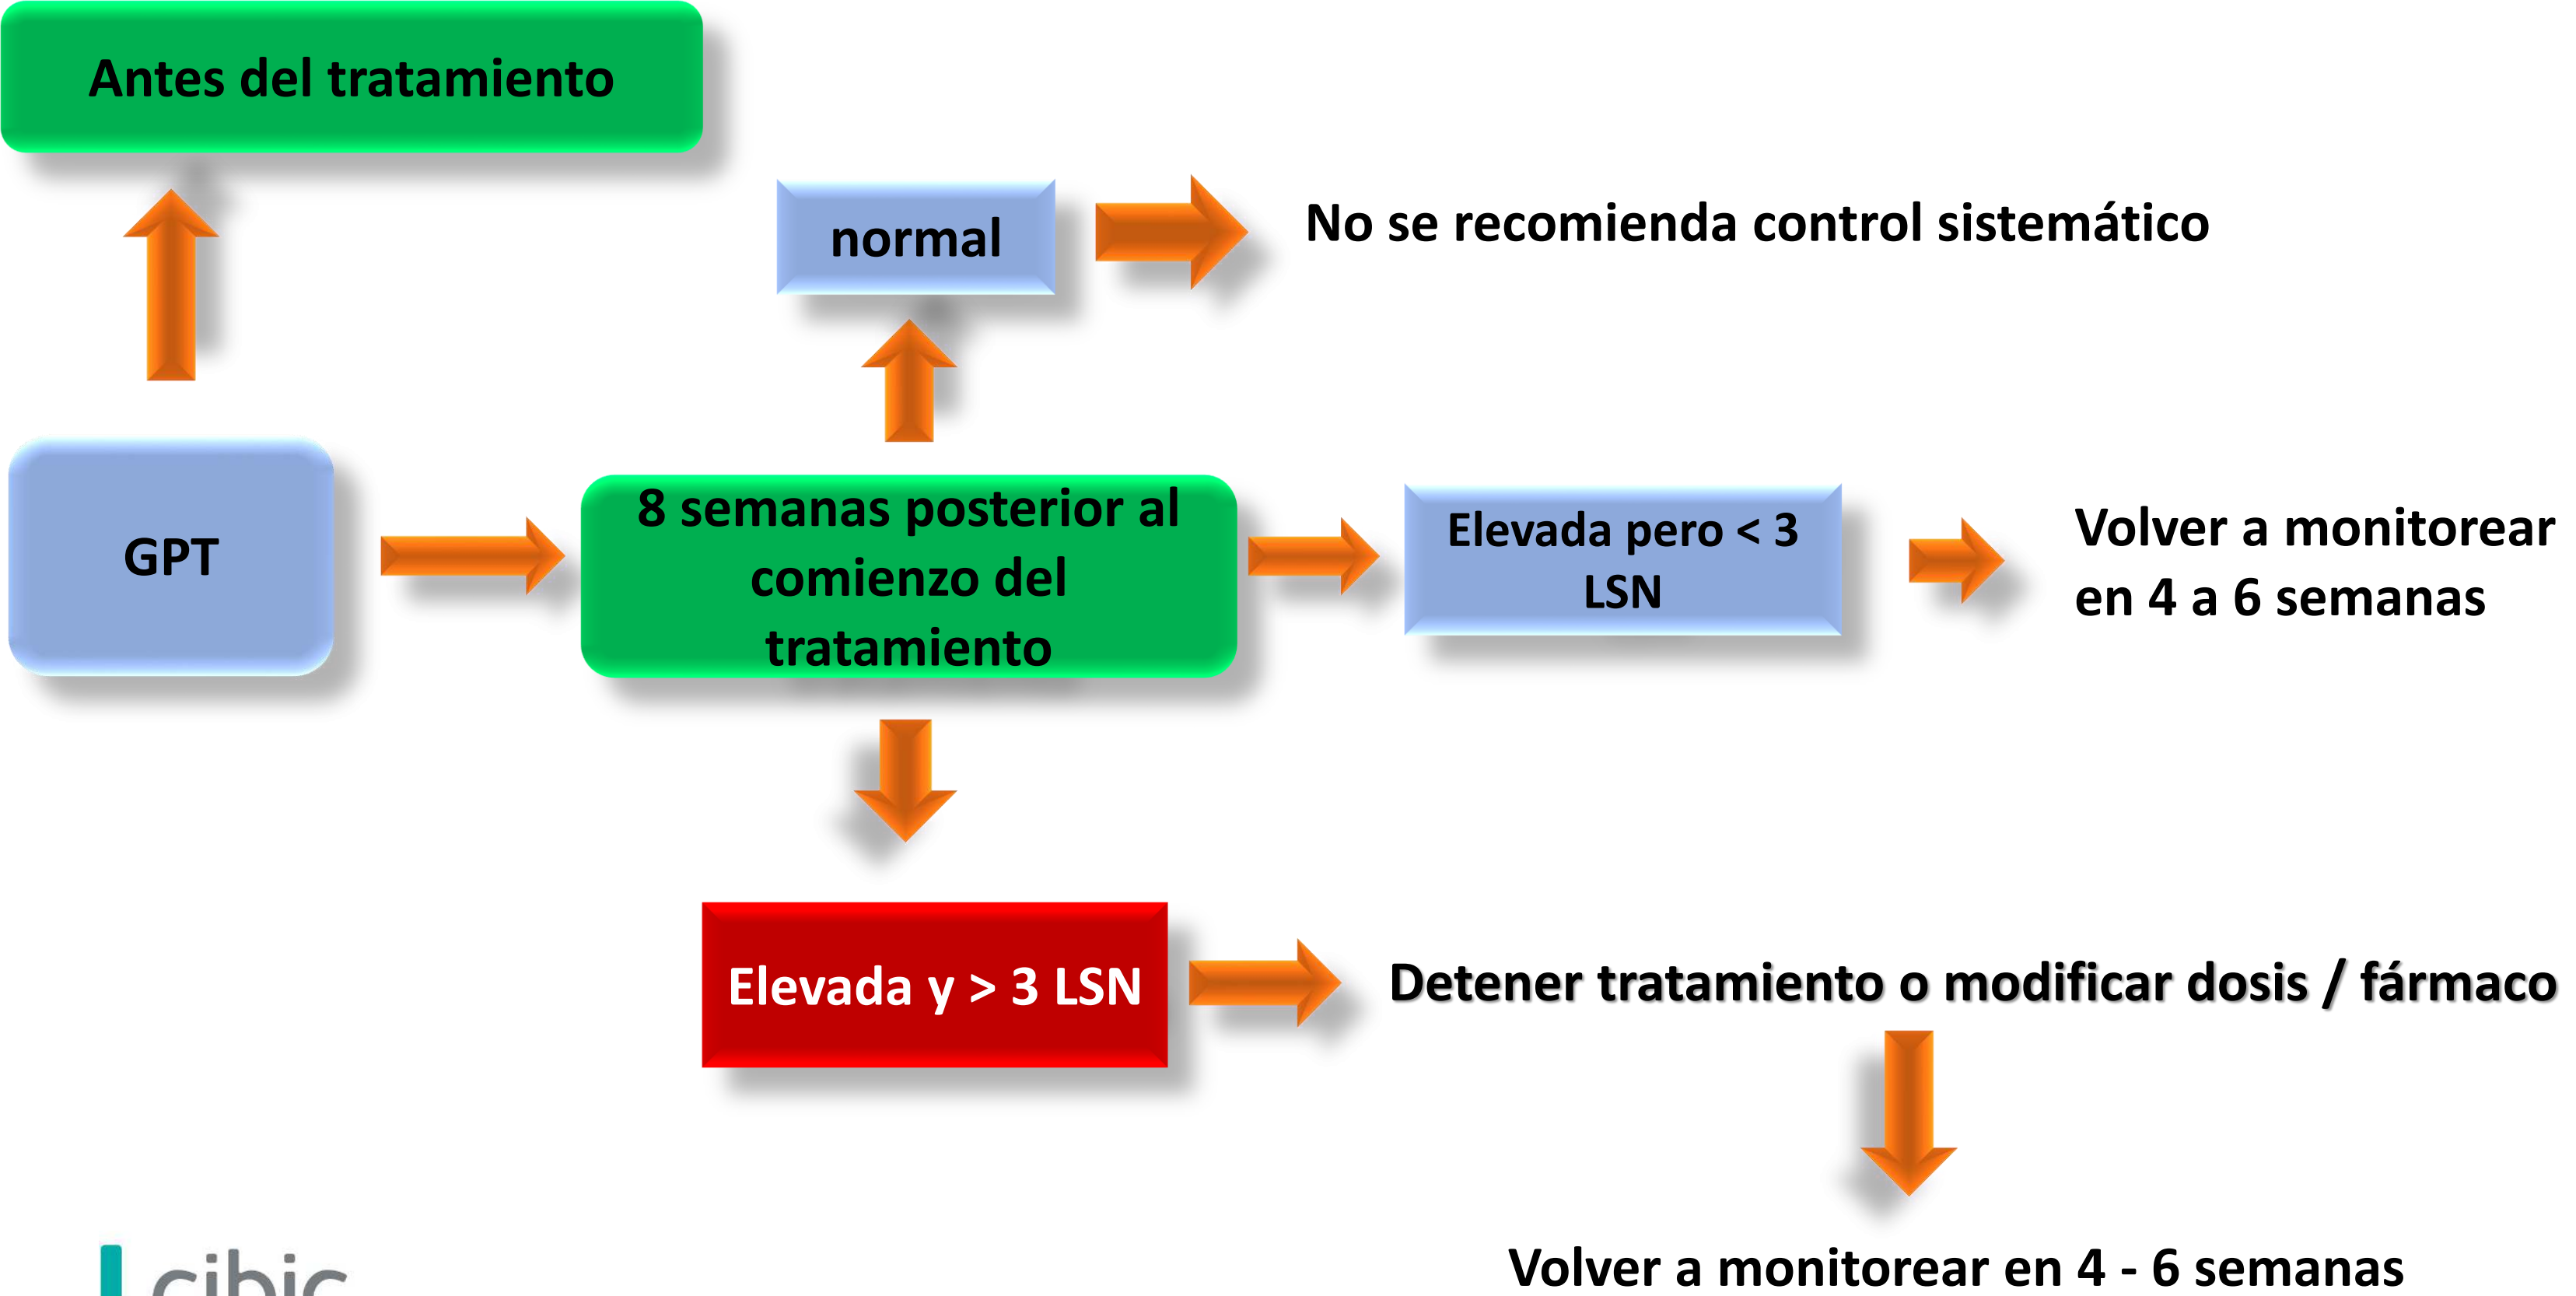 Antes del tratamiento
normal
No se recomienda control sistemático
GPT
8 semanas posterior al
comienzo del
tratamiento
Elevada pero < 3
LSN
Volver a monitorear
en 4 a 6 semanas
Elevada y > 3 LSN
Detener tratamiento o modificar dosis / fármaco
Volver a monitorear en 4 - 6 semanas
cibic